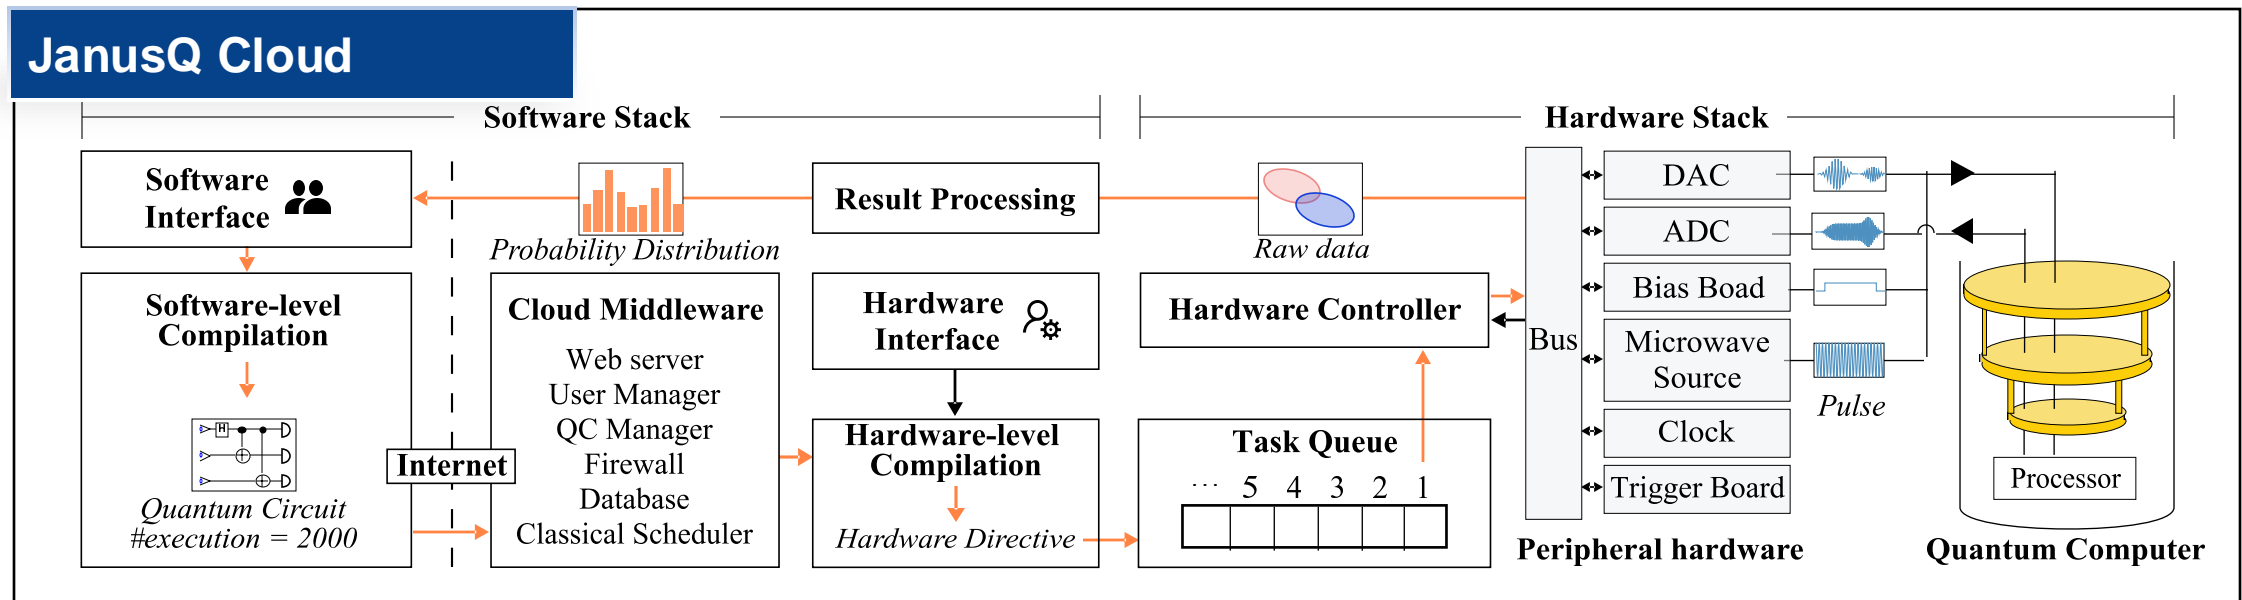 JanusQ Cloud
Software Stack
Hardware Stack
Software
Interface
Probability Distribution
Result Processing
Raw data
Software-level
Compilation
H
Quantum Circuit
#execution = 2000
Internet
Cloud Middleware
Web server
User Manager
QC Manager
Firewall
Database
Classical Scheduler
Hardware
Interface
Hardware-level
Compilation
Hardware Directive
Hardware Controller
Task Queue
··· 5 4 3 2 1
Bus
DAC
ADC
Bias Boad
Microwave
Source
Clock
Trigger Board
Pulse
Peripheral hardware
Processor
Quantum Computer